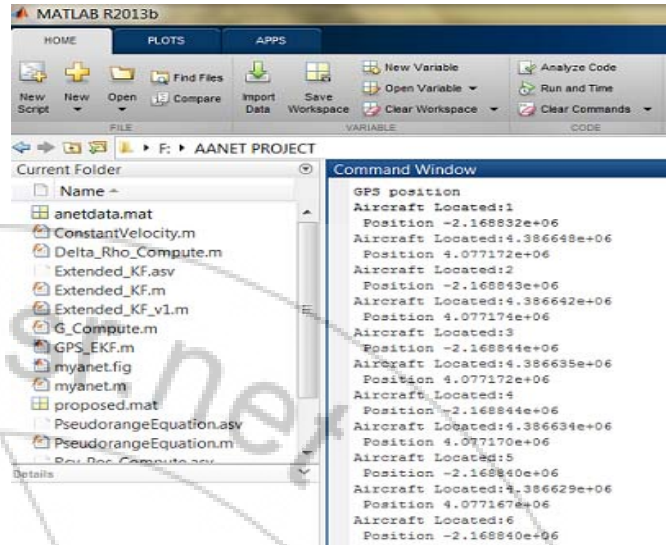 MATLAB R2013b
HOME PLOTS APPS
New Script
New
Open
Find Files
Compare
Import Data
Save Workspace
New Variable
Open Variable
Clear Workspace
Analyze Code
Run and Time
Clear Commands
FILE VARIABLE CODE
F: AANET PROJECT
Current Folder
Name
anetdata.mat
ConstantVelocity.m
Delta_Rho_Compute.m
Extended_KF.asv
Extended_KF.m
Extended_KF_v1.m
G_Compute.m
GPS_EKF.m
myanet.fig
myanet.m
proposed.mat
PseudorangeEquation.asv
PseudorangeEquation.m
Rcv_Pos_Compute.asv
Details
Command Window
GPS position
Aircraft Located:1
Position -2.168832e+06
Aircraft Located:4.386648e+06
Position 4.077172e+06
Aircraft Located:2
Position -2.168843e+06
Aircraft Located:4.386642e+06
Position 4.077174e+06
Aircraft Located:3
Position -2.168844e+06
Aircraft Located:4.386635e+06
Position 4.077172e+06
Aircraft Located:4
Position -2.168844e+06
Aircraft Located:4.386634e+06
Position 4.077170e+06
Aircraft Located:5
Position -2.168840e+06
Aircraft Located:4.386629e+06
Position 4.077167e+06
Aircraft Located:6
Position -2.168840e+06
sr.net